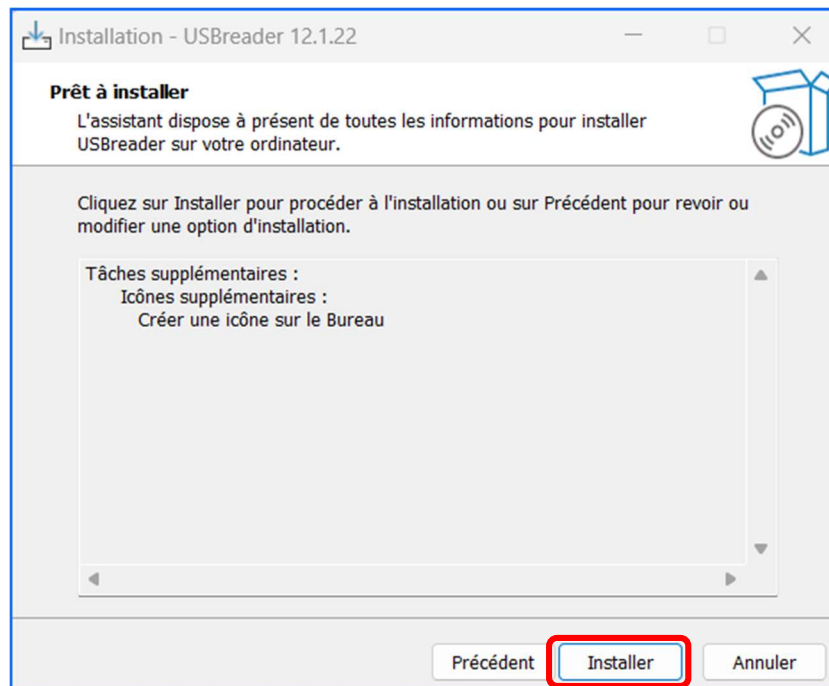 Installation - USBreader 12.1.22
Prêt à installer
L'assistant dispose à présent de toutes les informations pour installer
USBreader sur votre ordinateur.
Cliquez sur Installer pour procéder à l'installation ou sur Précédent pour revoir ou
modifier une option d'installation.
Tâches supplémentaires :
Icônes supplémentaires :
Créer une icône sur le Bureau
Précédent Installer Annuler